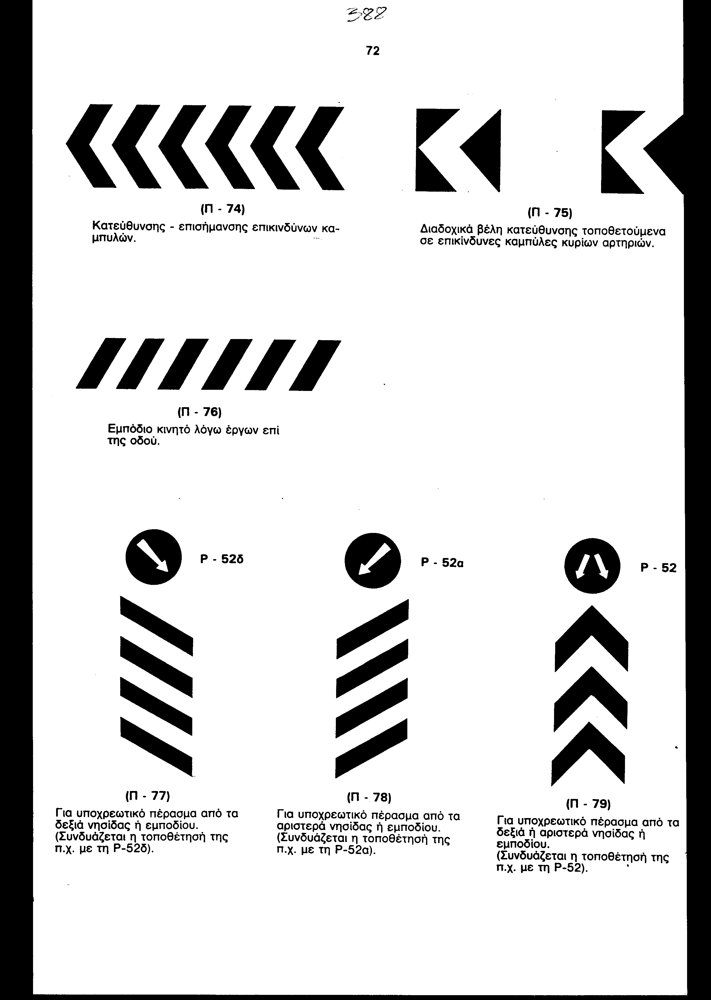 388
72
(Π - 74)
Κατεύθυνσης - επισήμανσης επικινδύνων κα-
μπυλών.
(Π - 75)
Διαδοχικά βέλη κατεύθυνσης τοποθετούμενα
σε επικίνδυνες καμπύλες κυρίων αρτηριών.
(Π - 76)
Εμπόδιο κινητό λόγω έργων επί
της οδού.
Ρ - 52δ
Ρ - 52α
Ρ - 52
(Π - 77)
Για υποχρεωτικό πέρασμα από τα
δεξιά νησίδας ή εμποδίου.
(Συνδυάζεται η τοποθέτησή της
π.χ. με τη Ρ-52δ).
(Π - 78)
Για υποχρεωτικό πέρασμα από τα
αριστερά νησίδας ή εμποδίου.
(Συνδυάζεται η τοποθέτησή της
π.χ. με τη Ρ-52α).
(Π - 79)
Για υποχρεωτικό πέρασμα από τα
δεξιά ή αριστερά νησίδας ή
εμποδίου.
(Συνδυάζεται η τοποθέτησή της
π.χ. με τη Ρ-52).